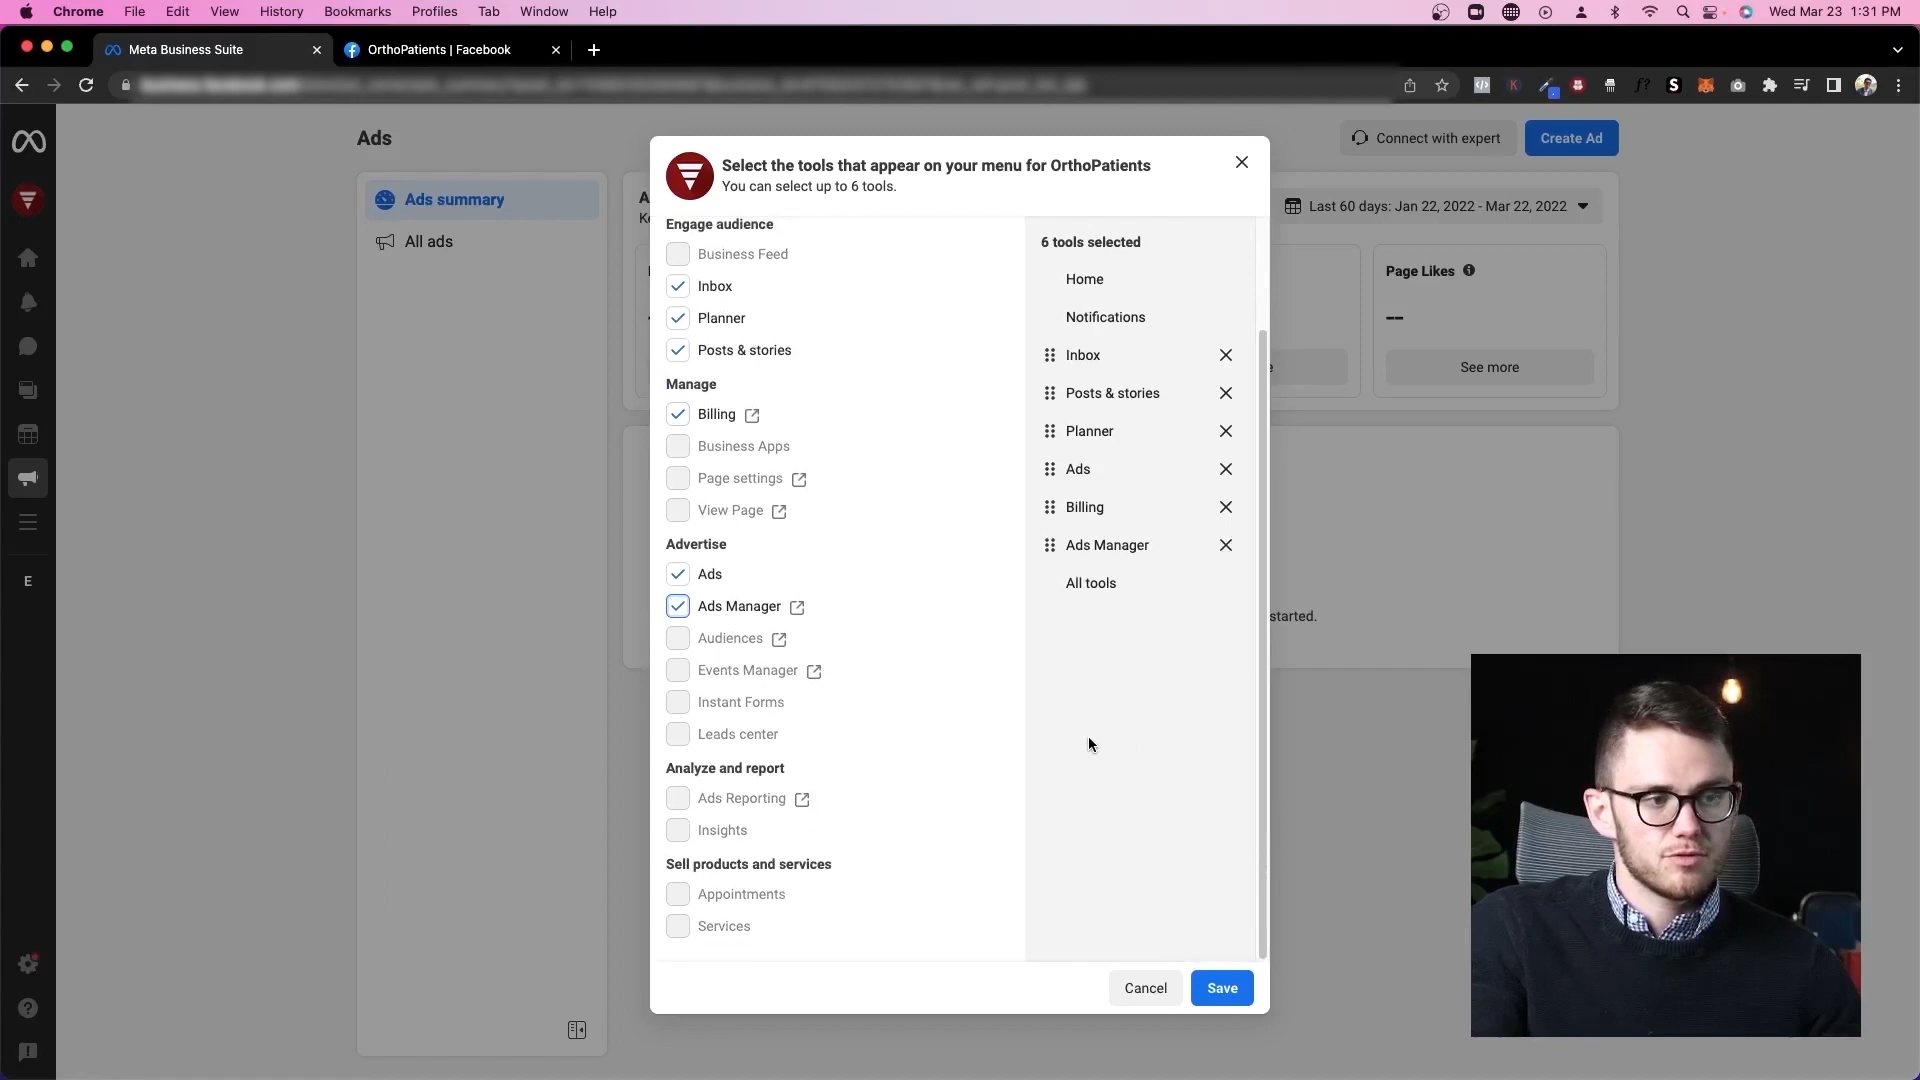 Chrome File Edit View History Bookmarks Profiles Tab Window Help Wed Mar 23 1:31 PM
Meta Business Suite OrthoPatients | Facebook
Ads Connect with expert Create Ad
Select the tools that appear on your menu for OrthoPatients
You can select up to 6 tools.
Ads summary
All ads
Last 60 days: Jan 22, 2022 - Mar 22, 2022
Page Likes
--
See more
started.
E
Engage audience
Business Feed
Inbox
Planner
Posts & stories
Manage
Billing
Business Apps
Page settings
View Page
Advertise
Ads
Ads Manager
Audiences
Events Manager
Instant Forms
Leads center
Analyze and report
Ads Reporting
Insights
Sell products and services
Appointments
Services
6 tools selected
Home
Notifications
Inbox
Posts & stories
Planner
Ads
Billing
Ads Manager
All tools
Cancel Save